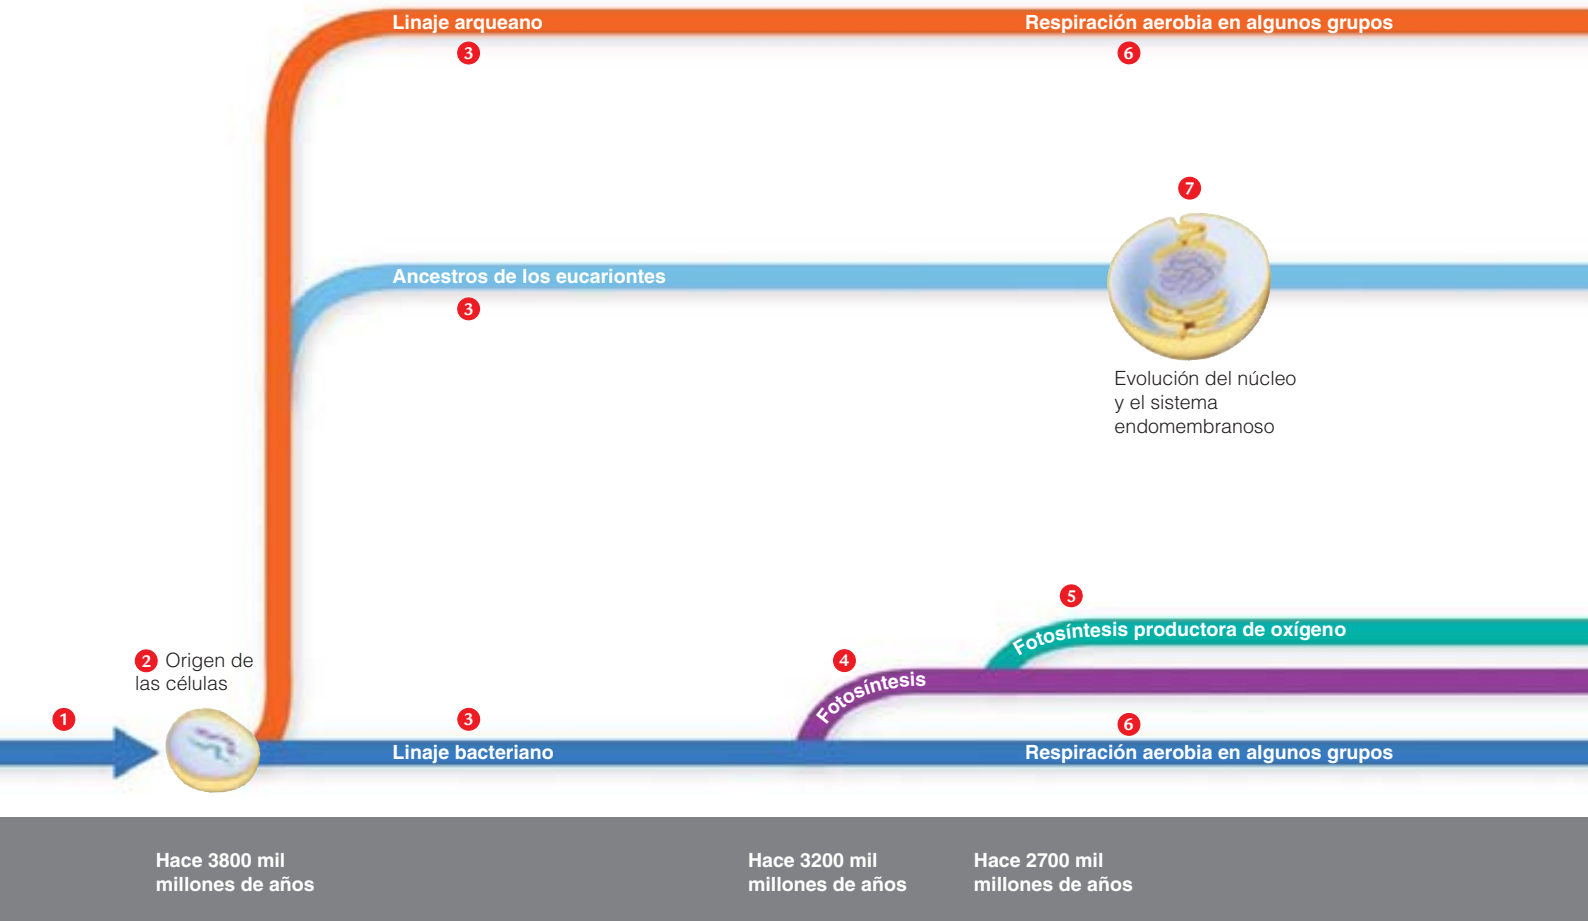 Linaje arqueano
3
Respiración aerobia en algunos grupos
6
7
Ancestros de los eucariontes
3
Evolución del núcleo
y el sistema
endomembranoso
5
Fotosíntesis productora de oxígeno
2 Origen de
las células
4
Fotosíntesis
1
3
Linaje bacteriano
6
Respiración aerobia en algunos grupos
Hace 3800 mil
millones de años
Hace 3200 mil
millones de años
Hace 2700 mil
millones de años